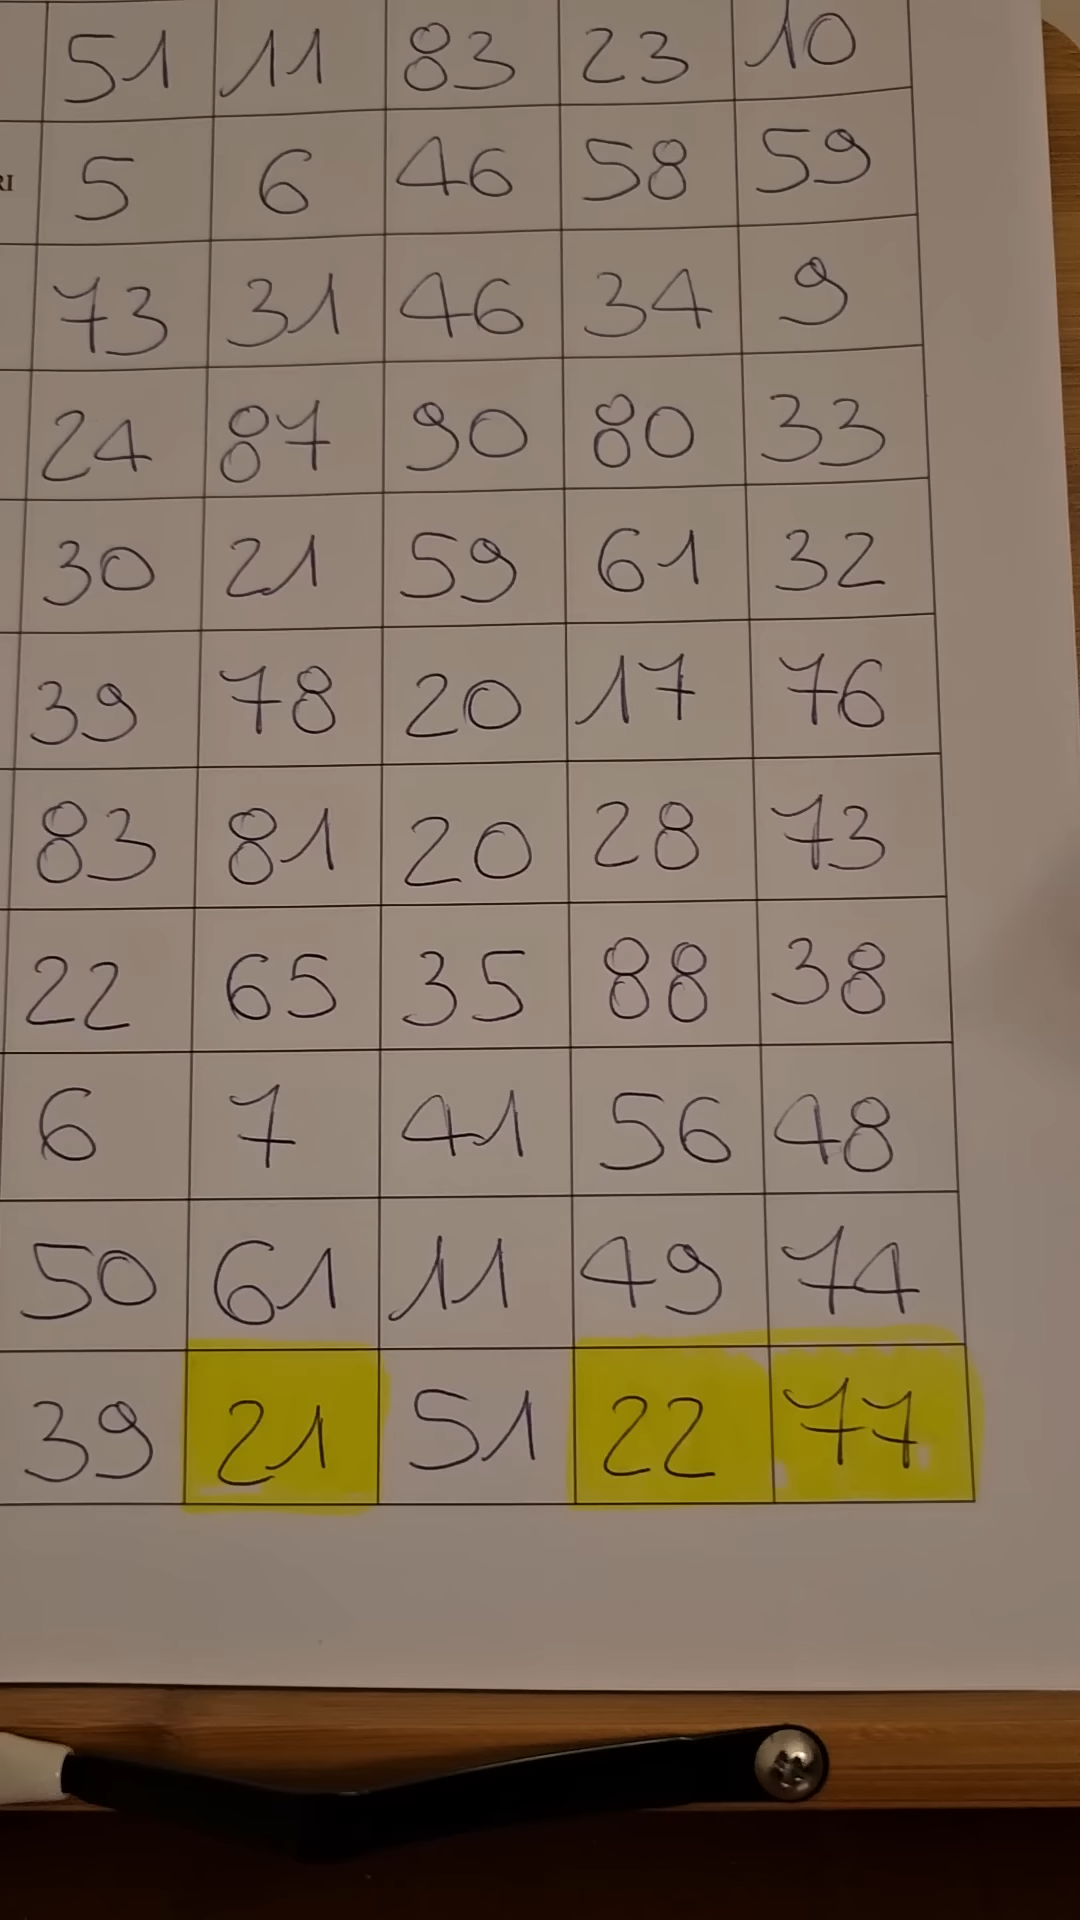 51 11 83 23 10
RI 5 6 46 58 59
73 31 46 34 9
24 87 90 80 33
30 21 59 61 32
39 78 20 17 76
83 81 20 28 73
22 65 35 88 38
6 7 41 56 48
50 61 11 49 74
39 21 51 22 77